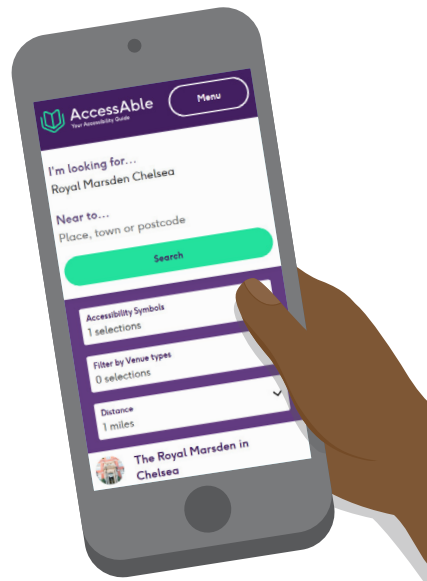 AccessAble
Your Accessibility Guide
Menu
I'm looking for...
Royal Marsden Chelsea
Near to...
Place, town or postcode
Search
Accessibility Symbols
1 selections
Filter by Venue types
0 selections
Distance
1 miles
The Royal Marsden in
Chelsea